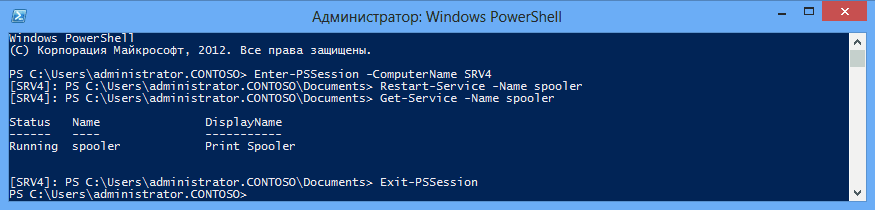 Администратор: Windows PowerShell
Windows PowerShell
(C) Корпорация Майкрософт, 2012. Все права защищены.
PS C:\Users\administrator.CONTOSO> Enter-PSSession -ComputerName SRV4
[SRV4]: PS C:\Users\administrator.CONTOSO\Documents> Restart-Service -Name spooler
[SRV4]: PS C:\Users\administrator.CONTOSO\Documents> Get-Service -Name spooler
Status   Name               DisplayName
------   ----               -----------
Running  spooler            Print Spooler
[SRV4]: PS C:\Users\administrator.CONTOSO\Documents> Exit-PSSession
PS C:\Users\administrator.CONTOSO>